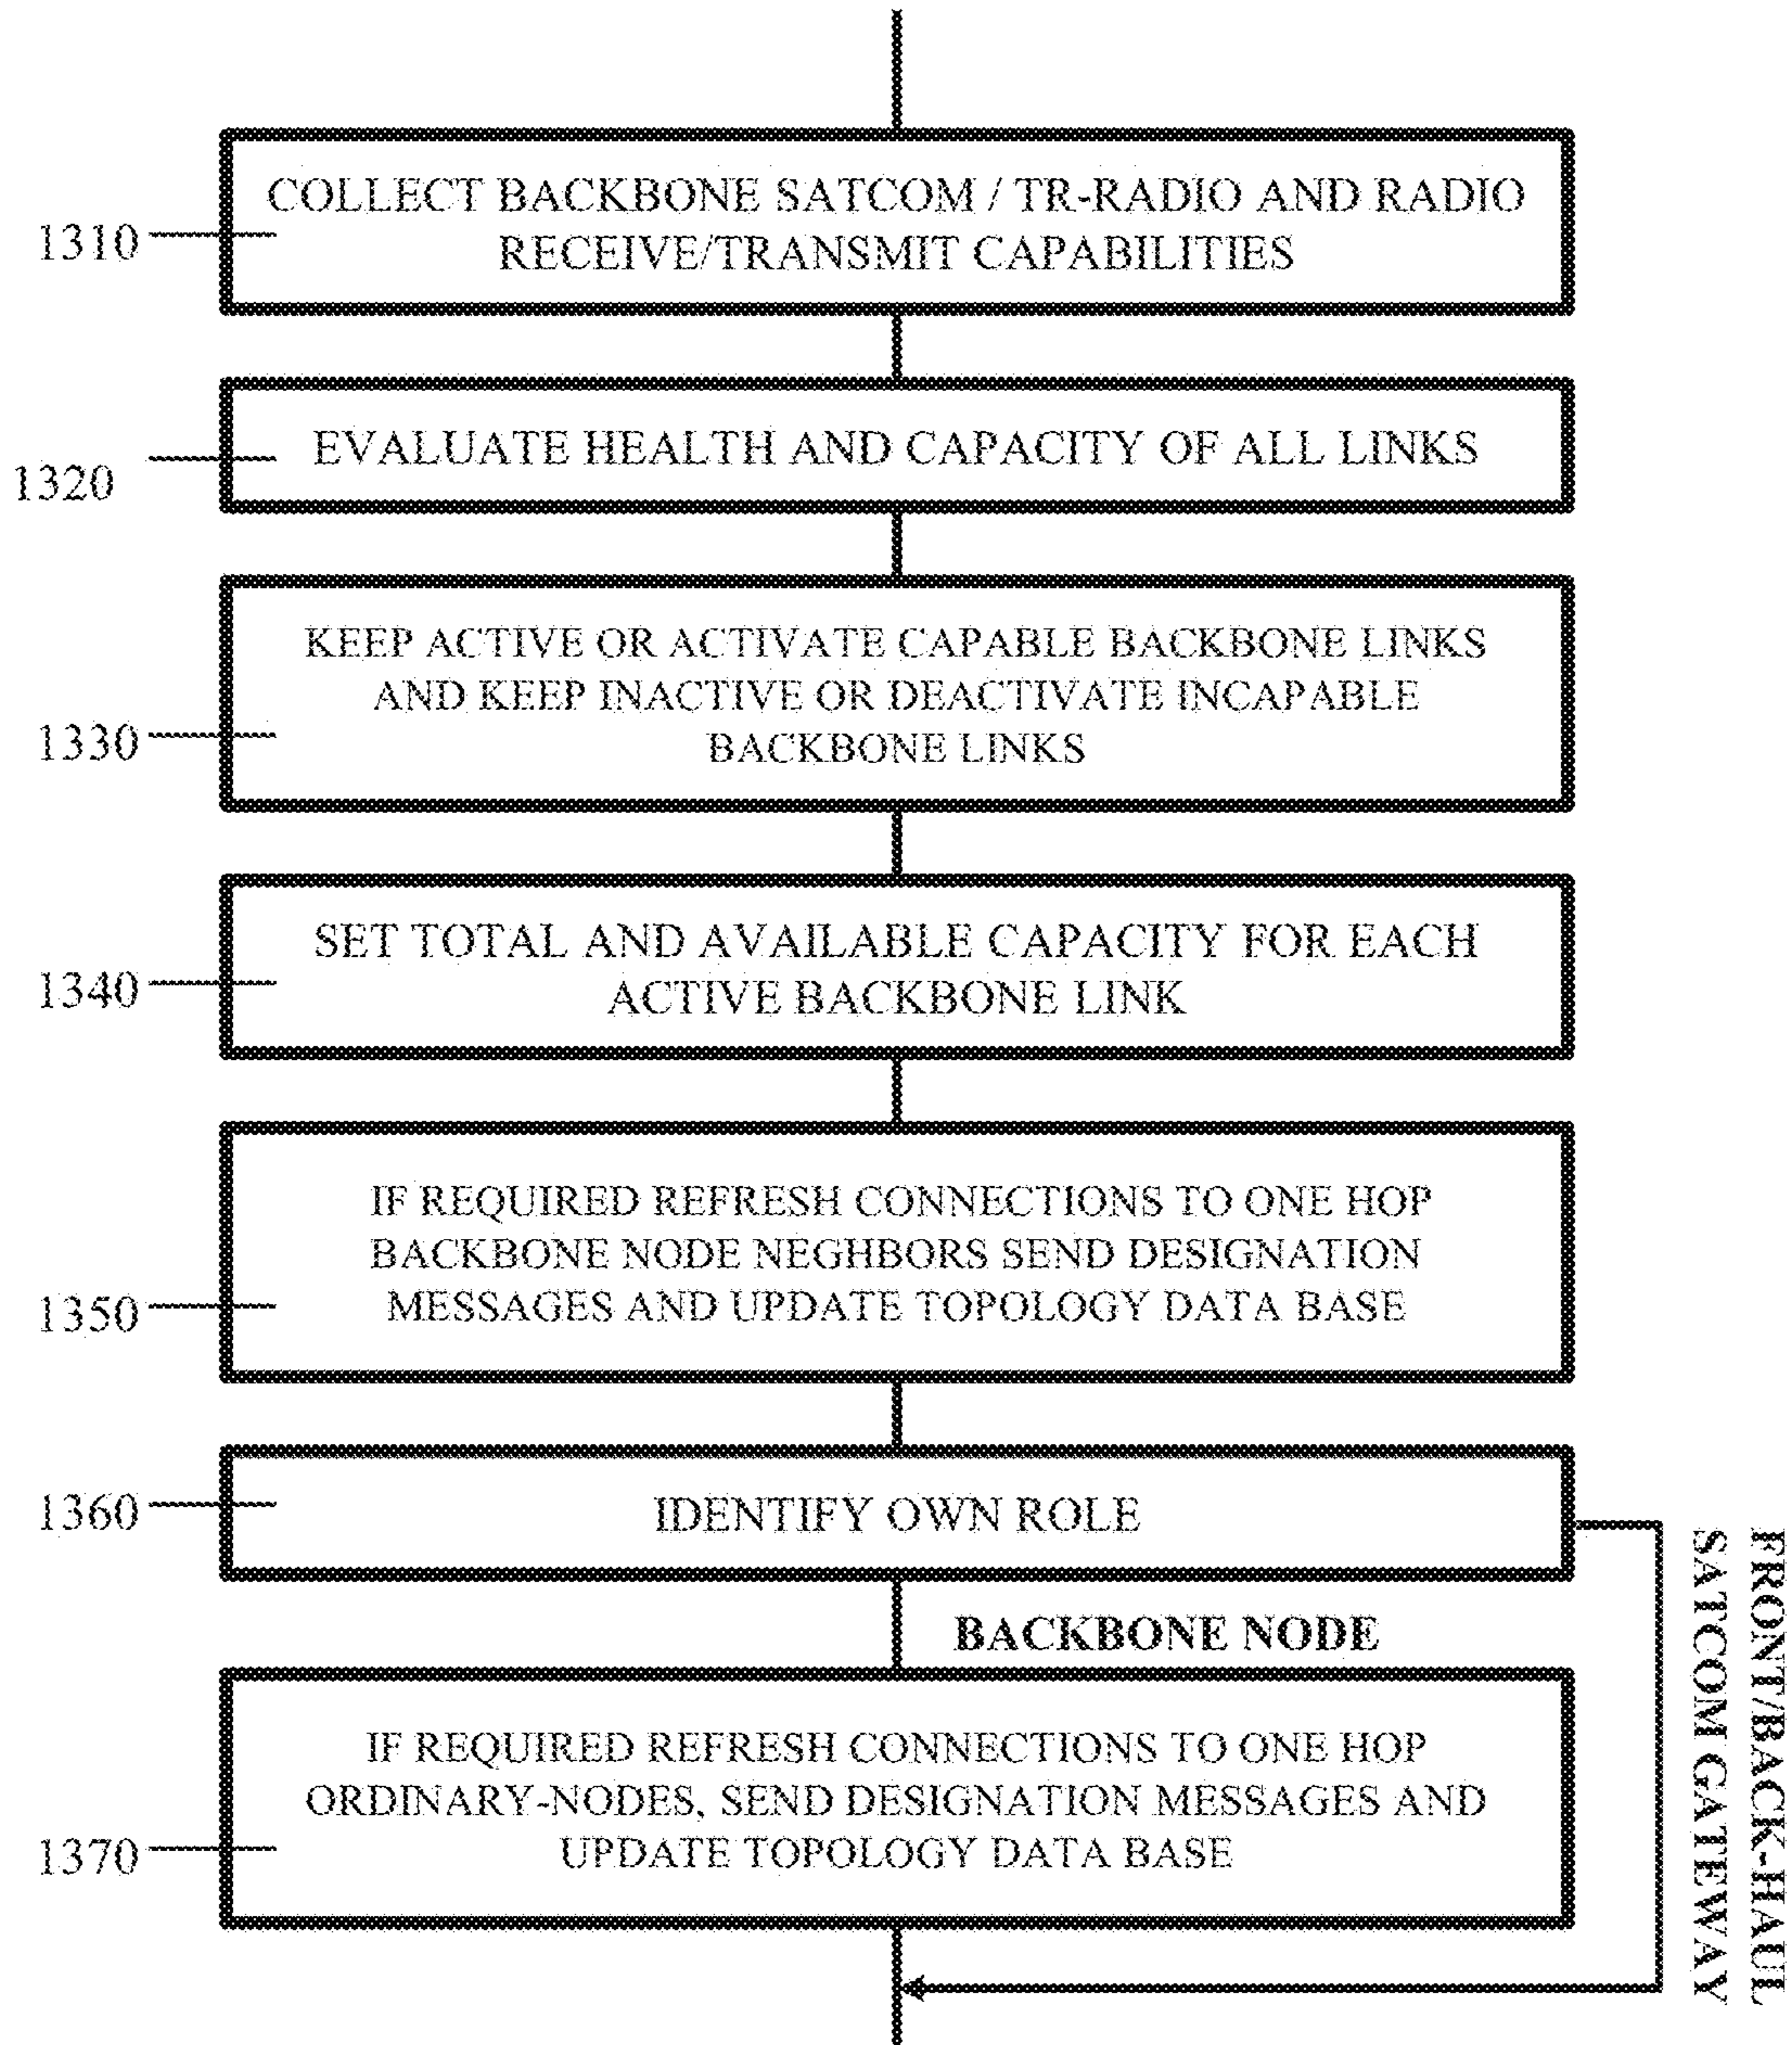 COLLECT BACKBONE SATCOM / TR-RADIO AND RADIO
RECEIVE/TRANSMIT CAPABILITIES
1310
EVALUATE HEALTH AND CAPACITY OF ALL LINKS
1320
KEEP ACTIVE OR ACTIVATE CAPABLE BACKBONE LINKS
AND KEEP INACTIVE OR DEACTIVATE INCAPABLE
BACKBONE LINKS
1330
SET TOTAL AND AVAILABLE CAPACITY FOR EACH
ACTIVE BACKBONE LINK
1340
IF REQUIRED REFRESH CONNECTIONS TO ONE HOP
BACKBONE NODE NEGHBORS SEND DESIGNATION
MESSAGES AND UPDATE TOPOLOGY DATA BASE
1350
IDENTIFY OWN ROLE
1360
BACKBONE NODE
FRONT/BACK-HAUL
SATCOM GATEWAY
IF REQUIRED REFRESH CONNECTIONS TO ONE HOP
ORDINARY-NODES, SEND DESIGNATION MESSAGES AND
UPDATE TOPOLOGY DATA BASE
1370